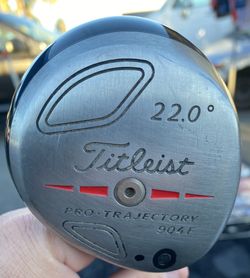 22.0°
Titleist
PRO-TRAJECTORY
904F